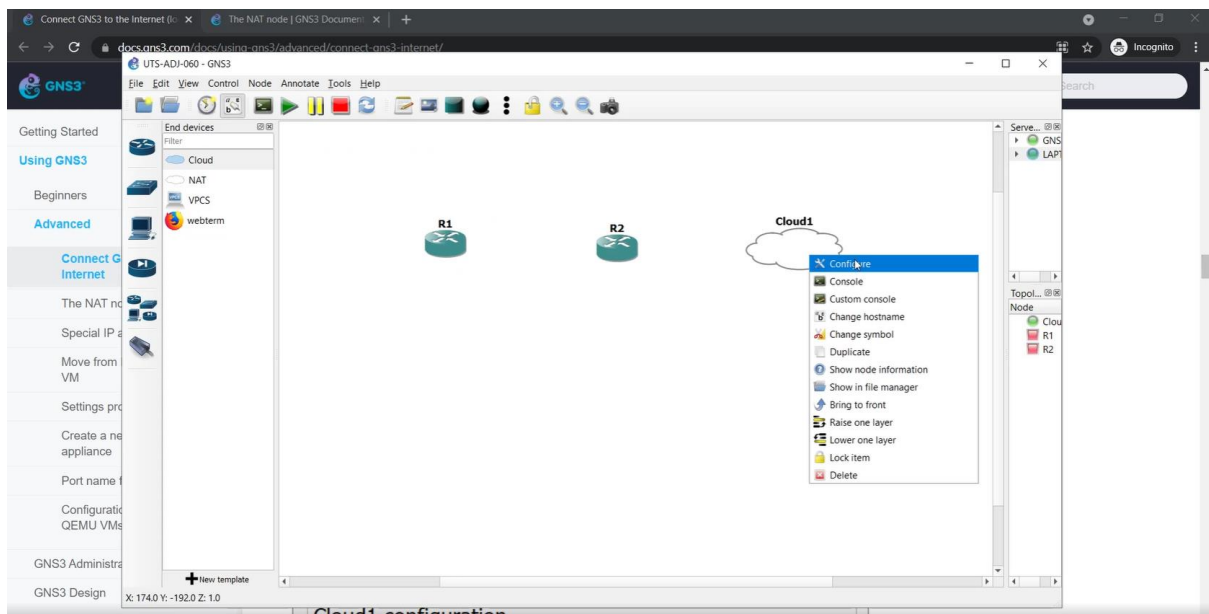 Connect GNS3 to the Internet (lo
The NAT node | GNS3 Document
docs.gns3.com/docs/using-gns3/advanced/connect-gns3-internet/
Incognito
GNS3
UTS-ADJ-060 - GNS3
File Edit View Control Node Annotate Tools Help
Search
Getting Started
Using GNS3
Beginners
Advanced
Connect G
Internet
The NAT no
Special IP a
Move from
VM
Settings pro
Create a ne
appliance
Port name f
Configuratio
QEMU VMs
GNS3 Administra
GNS3 Design
End devices
Filter
Cloud
NAT
VPCS
webterm
New template
X: 174.0 Y: -192.0 Z: 1.0
R1
R2
Cloud1
Configure
Console
Custom console
Change hostname
Change symbol
Duplicate
Show node information
Show in file manager
Bring to front
Raise one layer
Lower one layer
Lock item
Delete
Serve...
GNS
LAPT
Topol...
Node
Clou
R1
R2
Cloud1 configuration